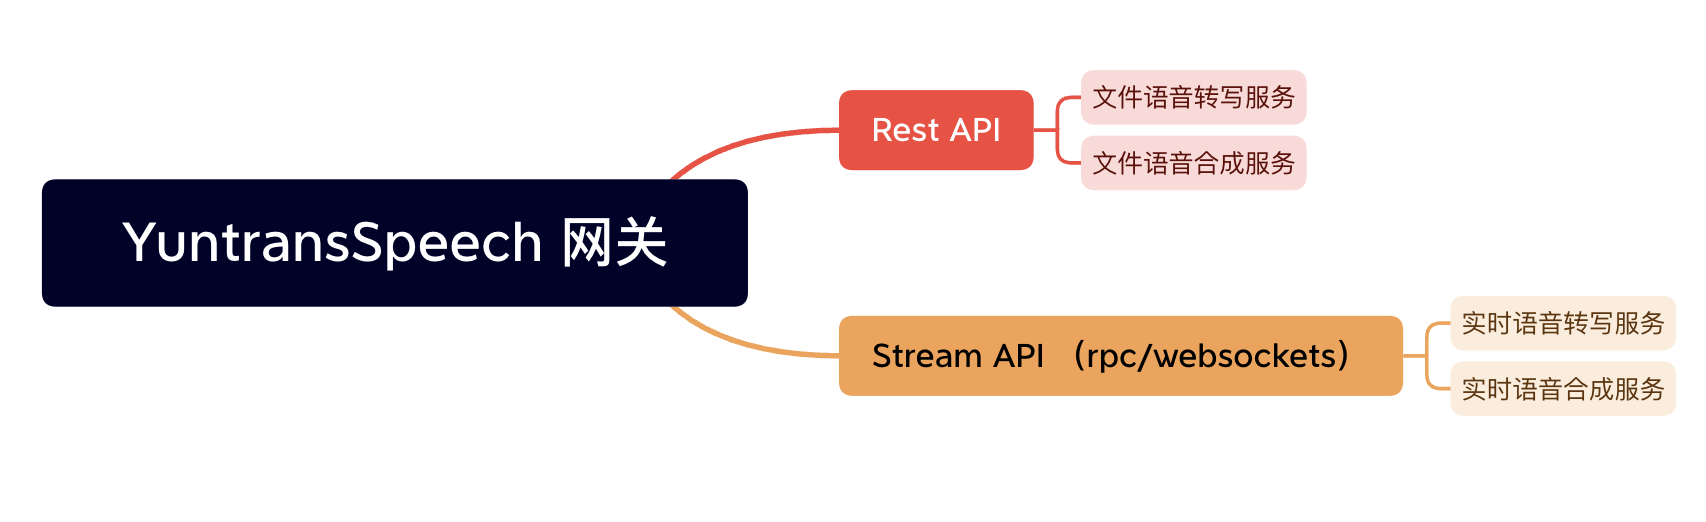 YuntransSpeech 网关
Rest API
文件语音转写服务
文件语音合成服务
Stream API （rpc/websockets）
实时语音转写服务
实时语音合成服务